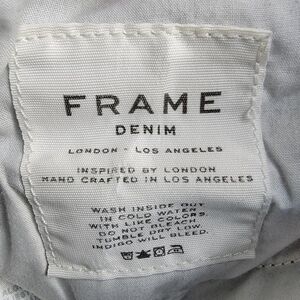 FRAME
DENIM
LONDON - LOS ANGELES
INSPIRED BY LONDON
HAND CRAFTED IN LOS ANGELES
WASH INSIDE OUT
IN COLD WATER
WITH LIKE COLORS.
DO NOT BLEACH
TUMBLE DRY LOW.
INDIGO WILL BLEED.